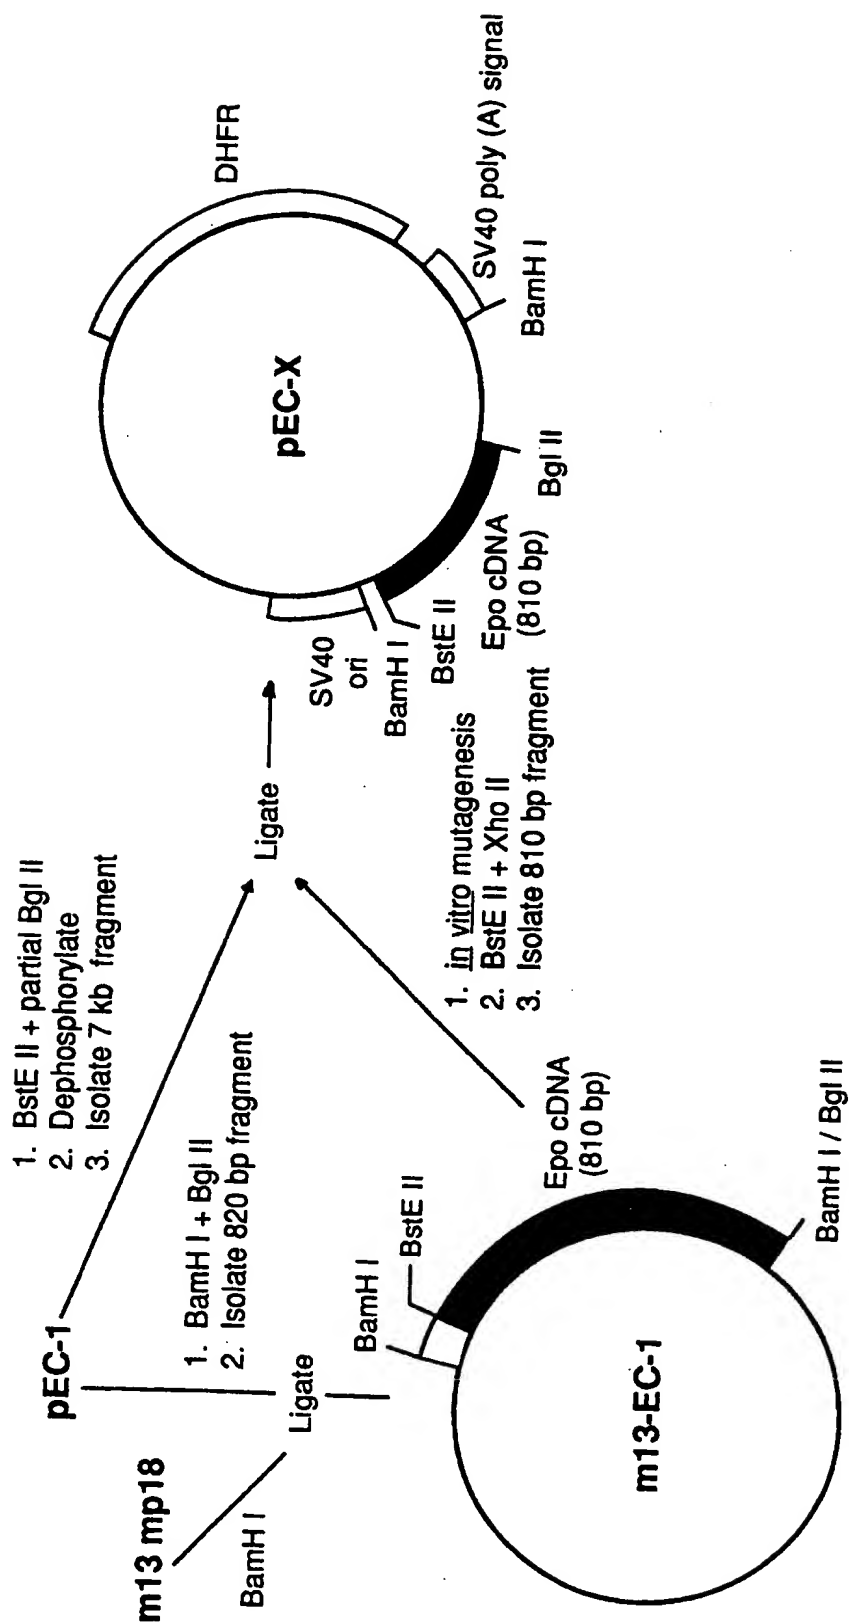 m13 mp18
BamH I
pEC-1
1. BstE II + partial Bgl II
2. Dephosphorylate
3. Isolate 7 kb fragment
1. BamH I + Bgl II
2. Isolate 820 bp fragment
Ligate
Ligate
BamH I
BstE II
Epo cDNA
(810 bp)
BamH I / Bgl II
m13-EC-1
1. in vitro mutagenesis
2. BstE II + Xho II
3. Isolate 810 bp fragment
pEC-X
DHFR
SV40 poly (A) signal
BamH I
Bgl II
Epo cDNA
(810 bp)
BstE II
BamH I
SV40
ori